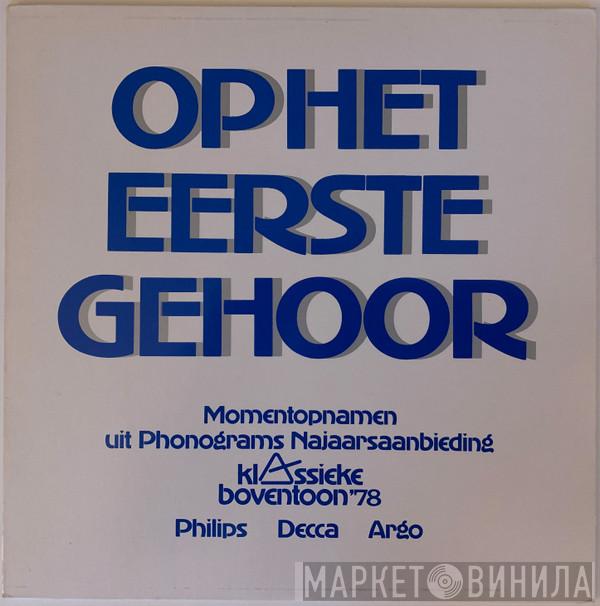 OP HET
EERSTE
GEHOOR
Momentopnamen
uit Phonograms Najaarsaanbieding
klAssieke
boventoon '78
Philips Decca Argo
МАРКЕТ ВИНИЛА